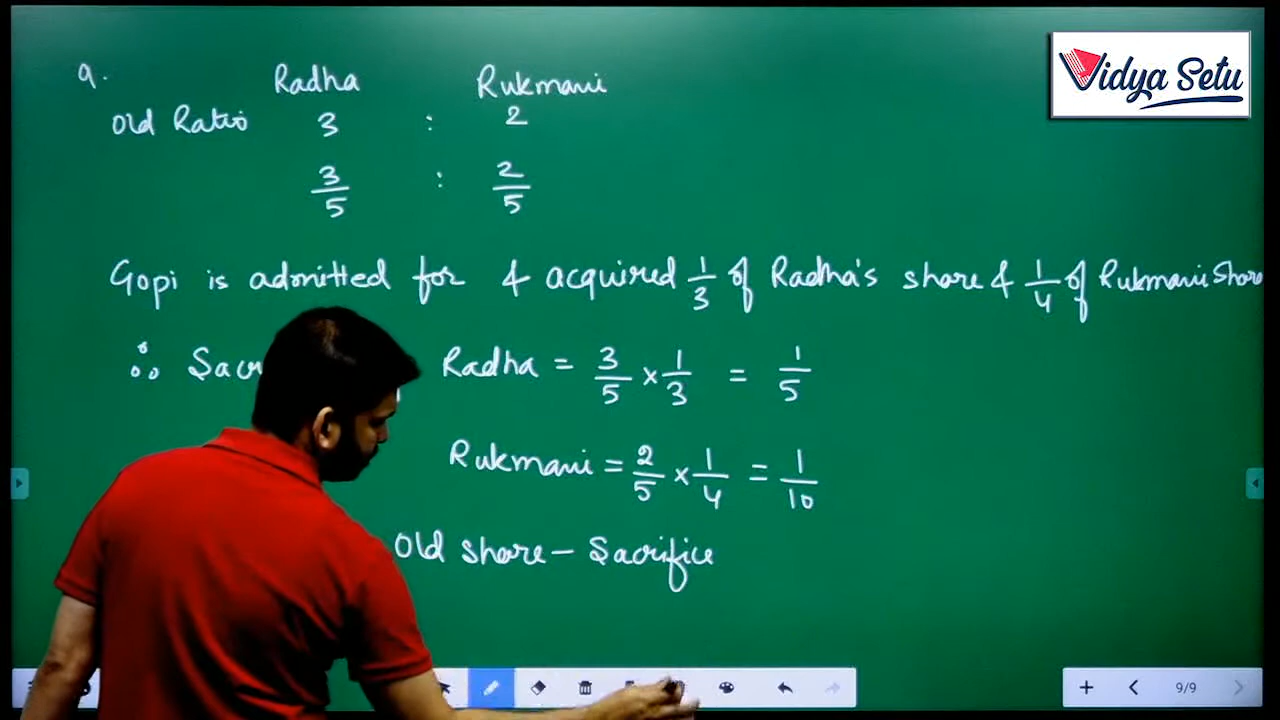 Vidya Setu
9. Radha Rukmani
Old Ratio 3 : 2
3/5 : 2/5
Gopi is admitted for & acquired 1/3 of Radha's share & 1/4 of Rukmani Share
∴ Radha = 3/5 × 1/3 = 1/5
Rukmani = 2/5 × 1/4 = 1/10
Old share – Sacrifice
9/9